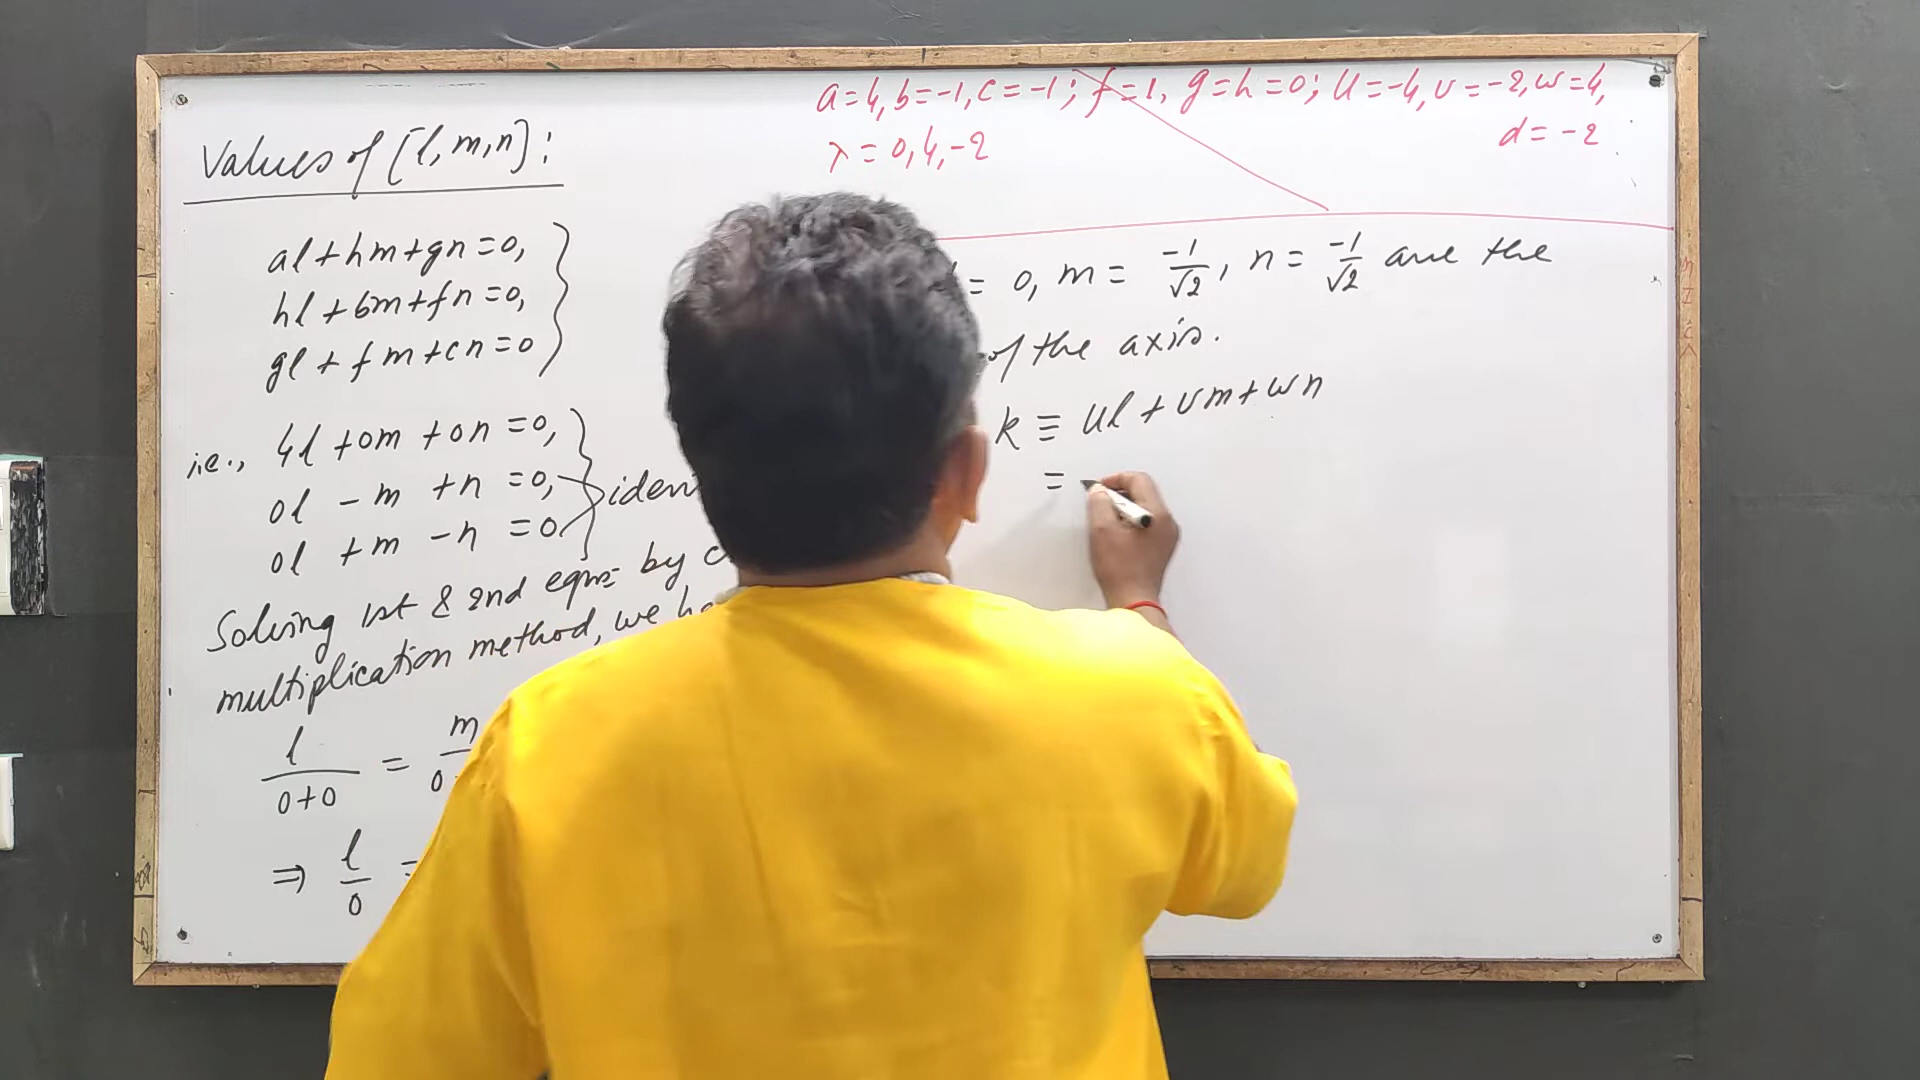 a=4, b=-1, c=-1; f=1, g=h=0; u=-4, v=-2, w=4,
d=-2
λ=0,4,-2
Values of [l,m,n]:
al+hm+gn=0,
hl+bm+fn=0,
gl+fm+cn=0
i.e., 4l+0m+0n=0,
0l-m+n=0,
0l+m-n=0
Solving 1st & 2nd eqns by
multiplication method, we
l/(0+0) = m/
⇒ l/0 =
= 0, m = -1/√2, n = -1/√2 are the
of the axis.
k ≡ ul+vm+wn
=